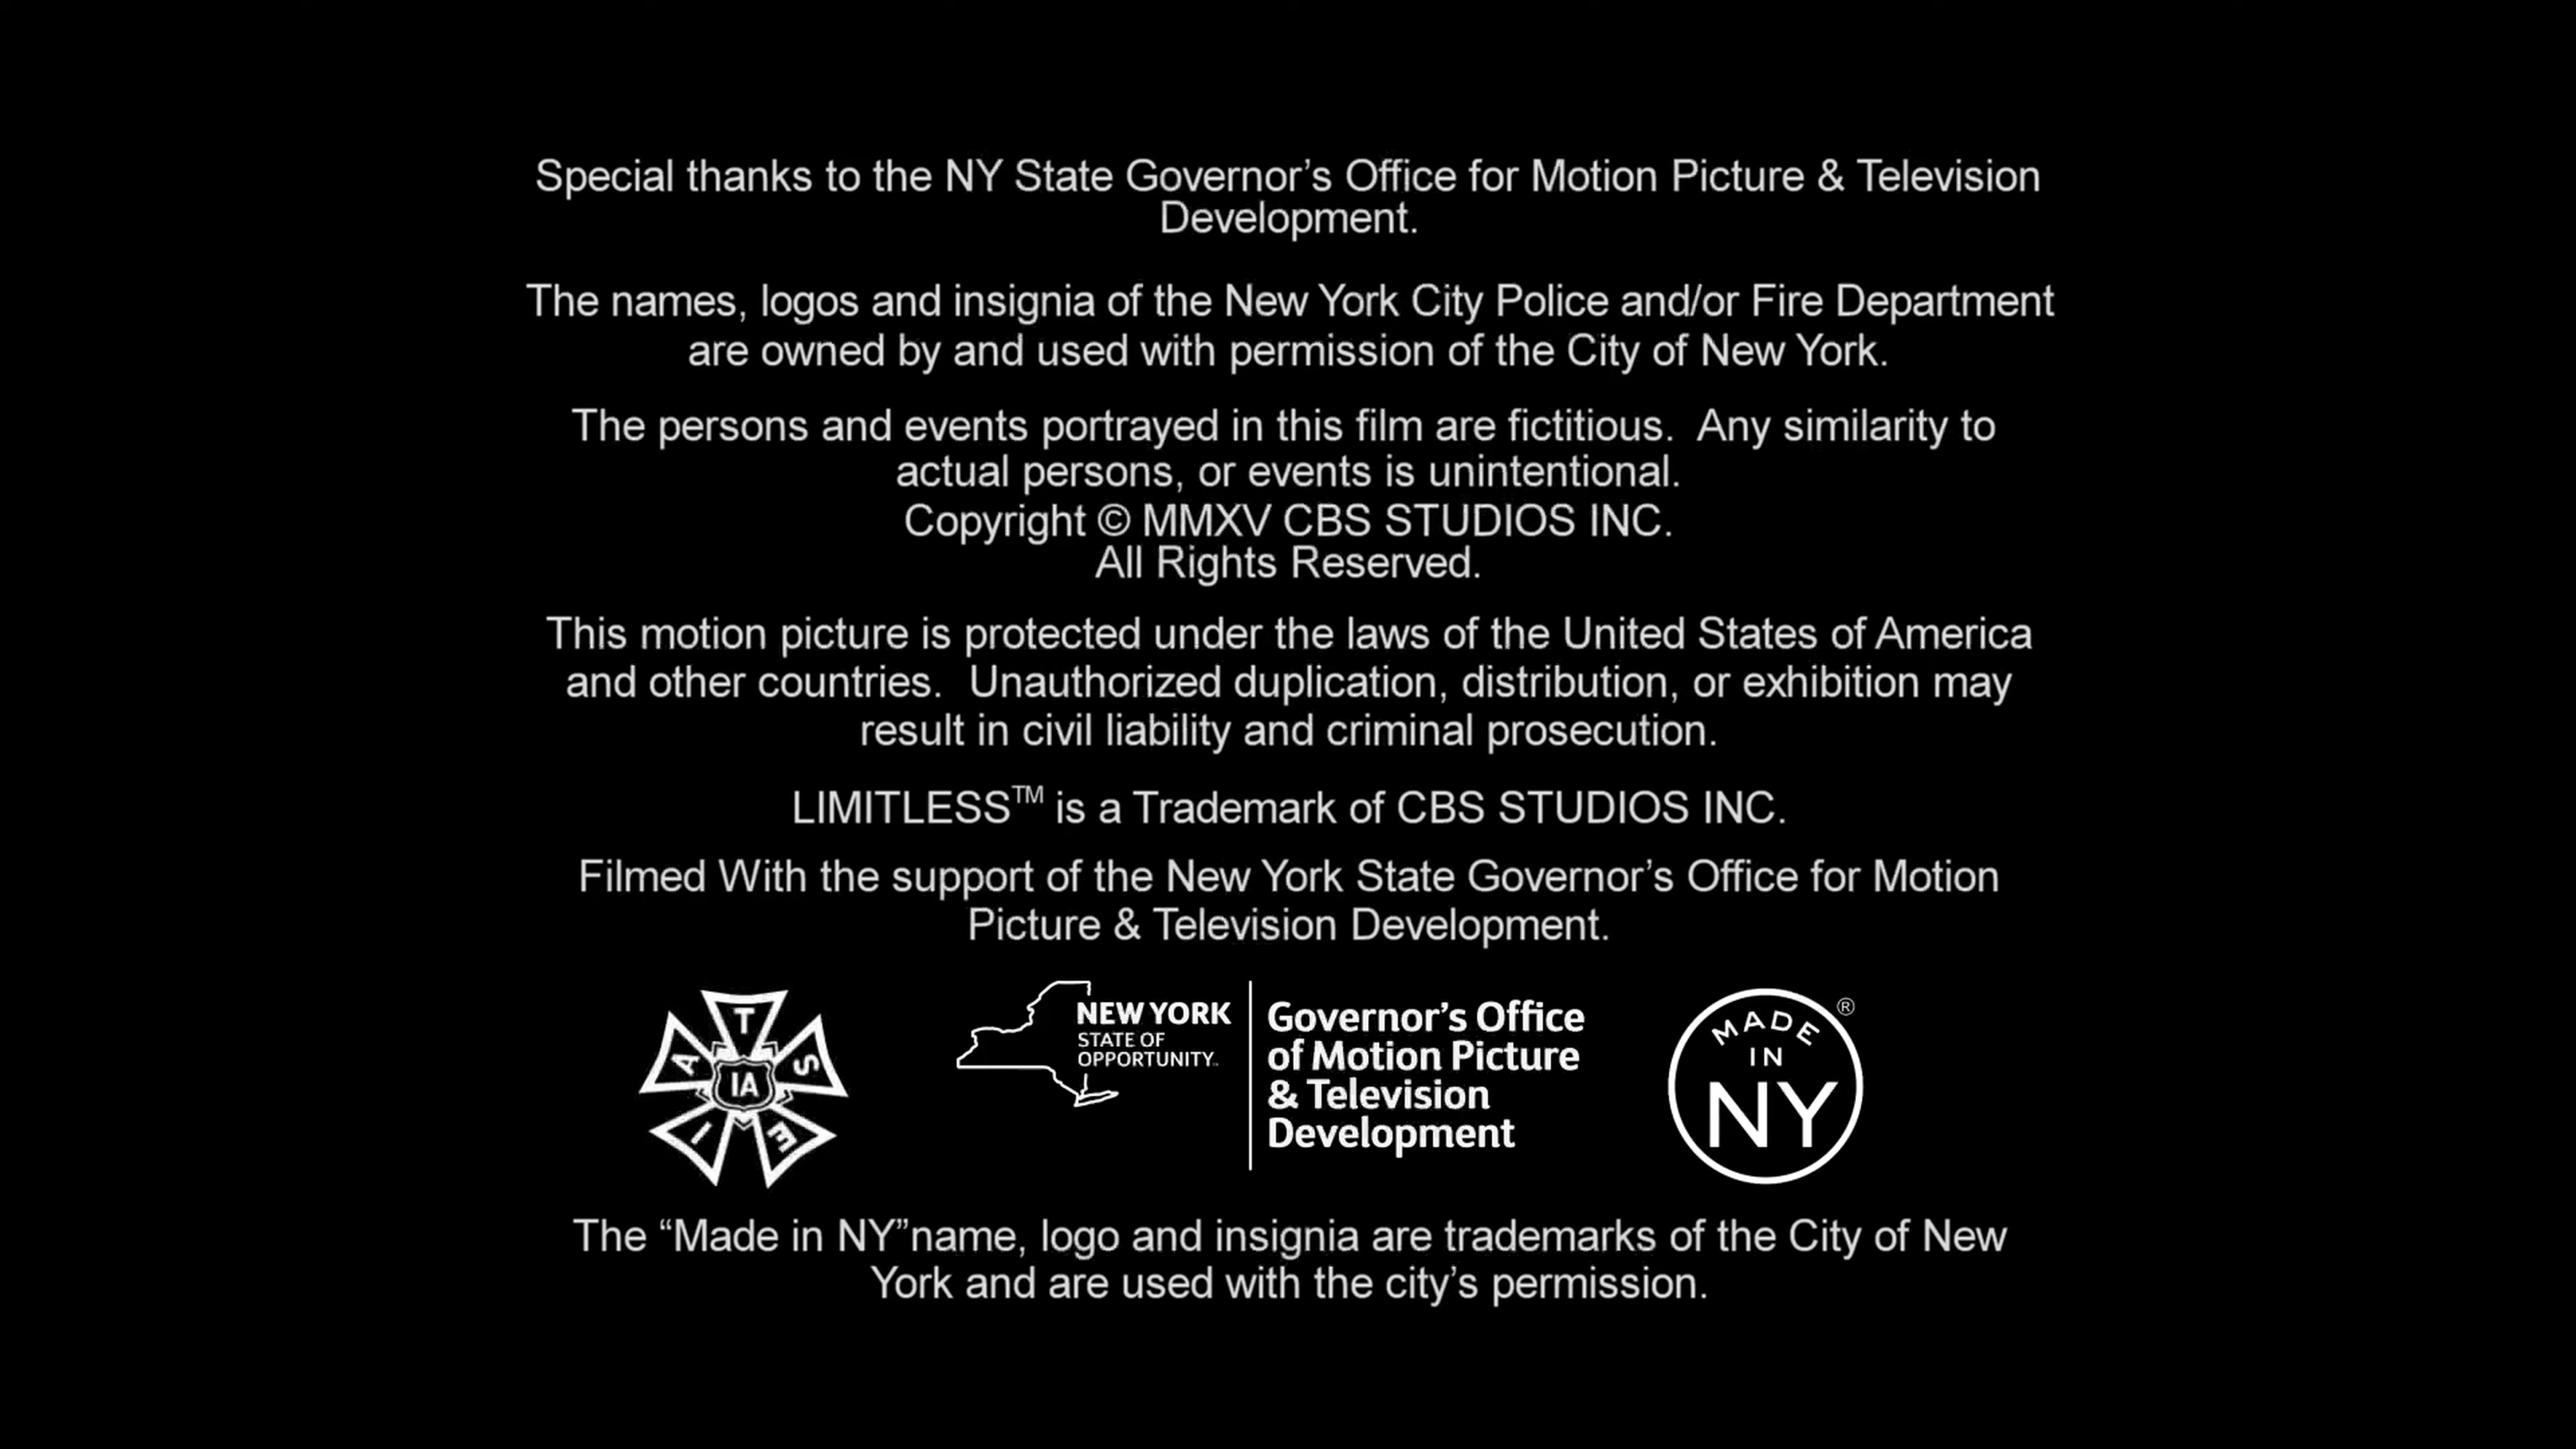 Special thanks to the NY State Governor’s Office for Motion Picture & Television
Development.
The names, logos and insignia of the New York City Police and/or Fire Department
are owned by and used with permission of the City of New York.
The persons and events portrayed in this film are fictitious.  Any similarity to
actual persons, or events is unintentional.
Copyright © MMXV CBS STUDIOS INC.
All Rights Reserved.
This motion picture is protected under the laws of the United States of America
and other countries.  Unauthorized duplication, distribution, or exhibition may
result in civil liability and criminal prosecution.
LIMITLESS™ is a Trademark of CBS STUDIOS INC.
Filmed With the support of the New York State Governor’s Office for Motion
Picture & Television Development.
I A T S E
IA
NEW YORK
STATE OF
OPPORTUNITY™
Governor’s Office
of Motion Picture
& Television
Development
MADE
IN
NY
®
The “Made in NY”name, logo and insignia are trademarks of the City of New
York and are used with the city’s permission.